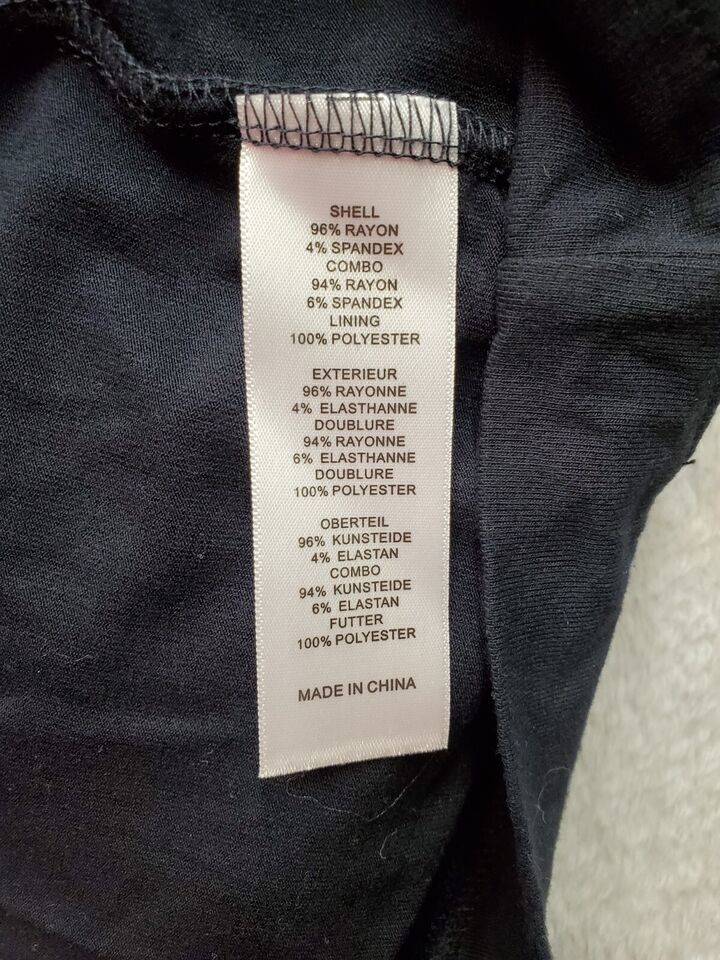 SHELL
96% RAYON
4% SPANDEX
COMBO
94% RAYON
6% SPANDEX
LINING
100% POLYESTER
EXTERIEUR
96% RAYONNE
4% ELASTHANNE
DOUBLURE
94% RAYONNE
6% ELASTHANNE
DOUBLURE
100% POLYESTER
OBERTEIL
96% KUNSTEIDE
4% ELASTAN
COMBO
94% KUNSTEIDE
6% ELASTAN
FUTTER
100% POLYESTER
MADE IN CHINA